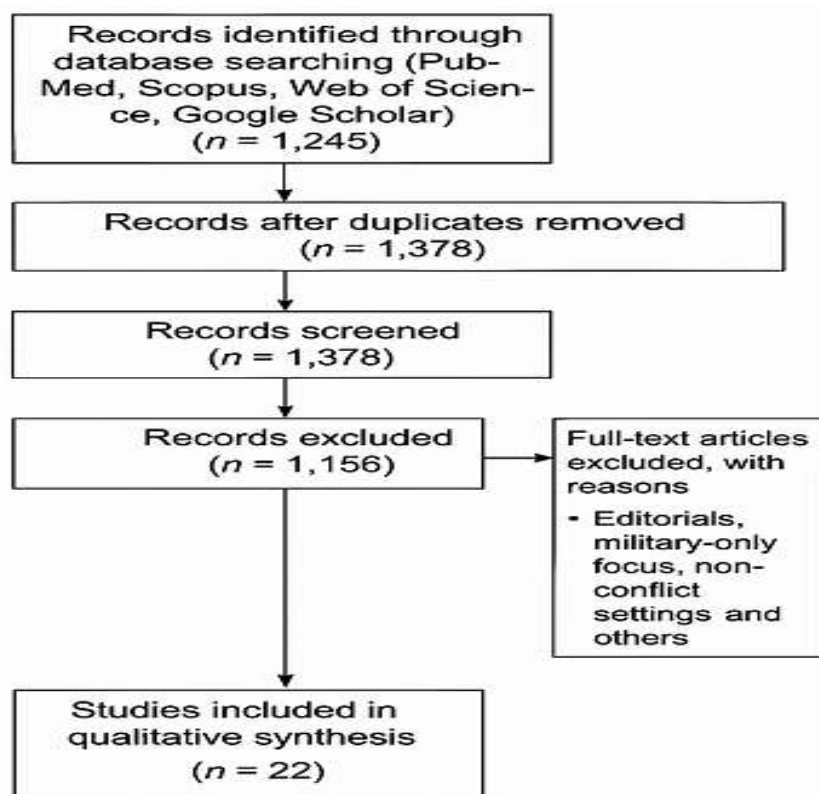 Records identified through
database searching (Pub-
Med, Scopus, Web of Scien-
ce, Google Scholar)
(n = 1,245)
Records after duplicates removed
(n = 1,378)
Records screened
(n = 1,378)
Records excluded
(n = 1,156)
Full-text articles
excluded, with
reasons
• Editorials,
military-only
focus, non-
conflict
settings and
others
Studies included in
qualitative synthesis
(n = 22)